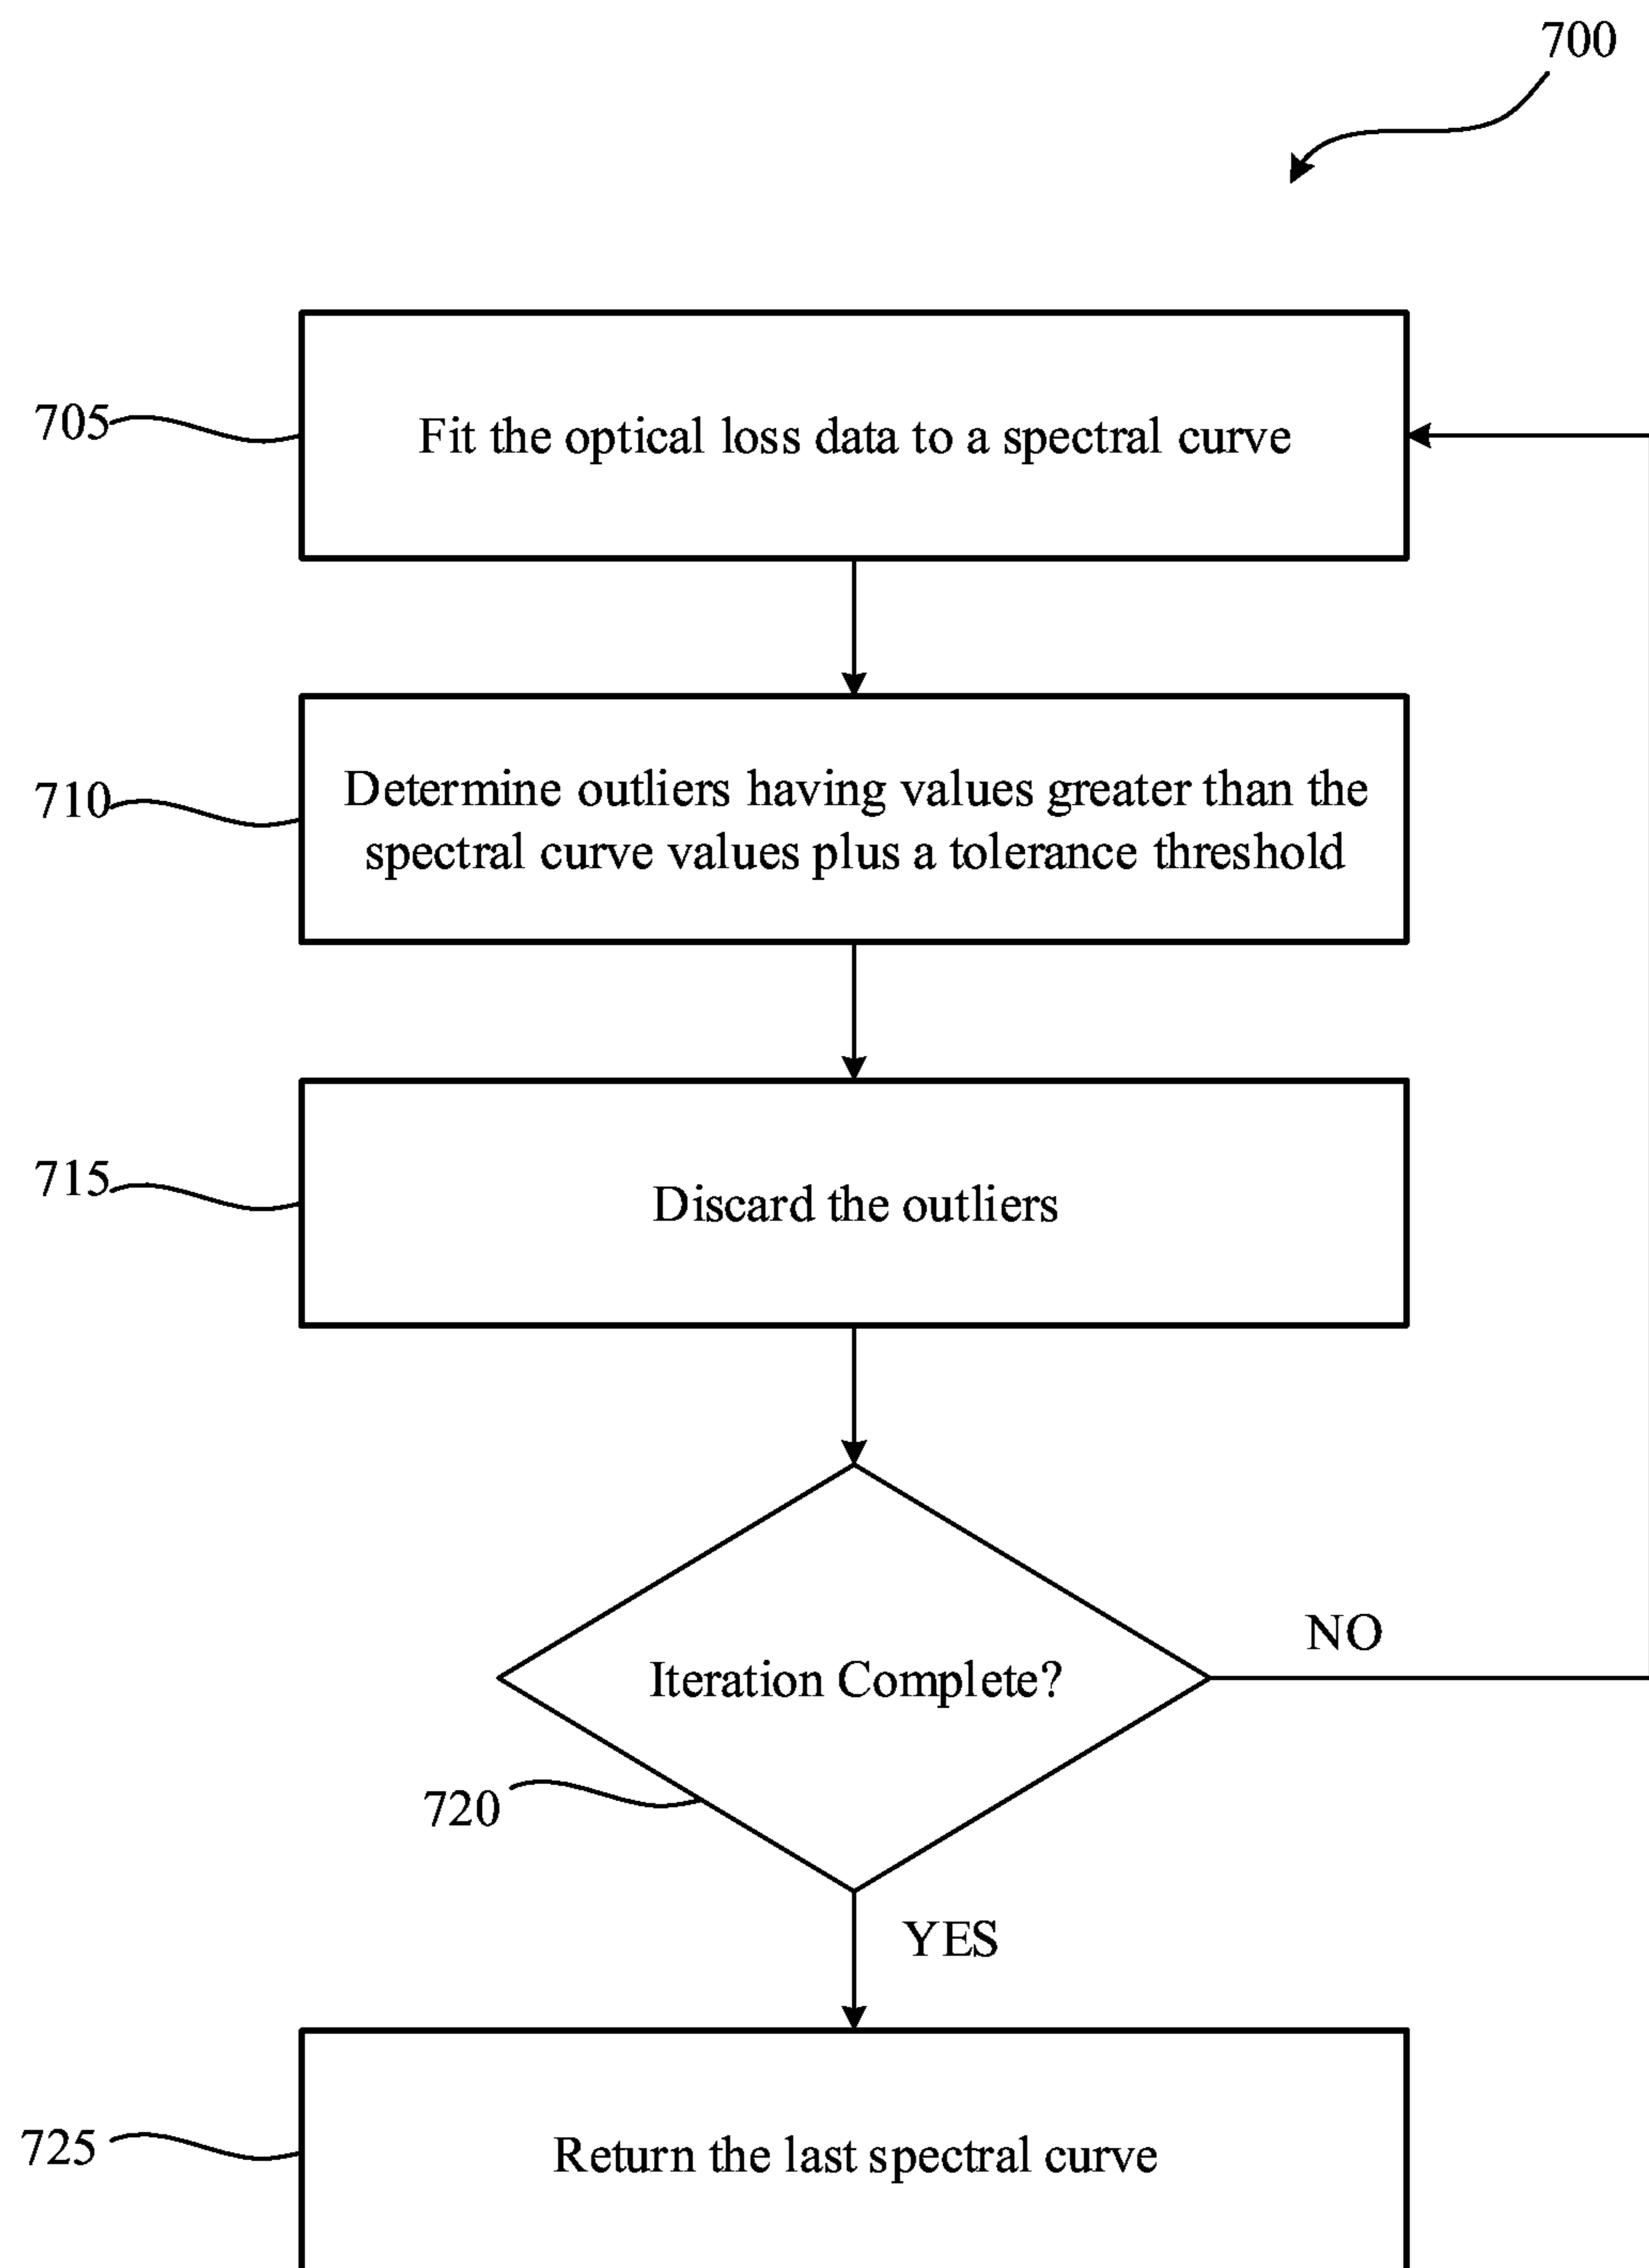 700
705
Fit the optical loss data to a spectral curve
710
Determine outliers having values greater than the
spectral curve values plus a tolerance threshold
715
Discard the outliers
Iteration Complete?
NO
720
YES
725
Return the last spectral curve